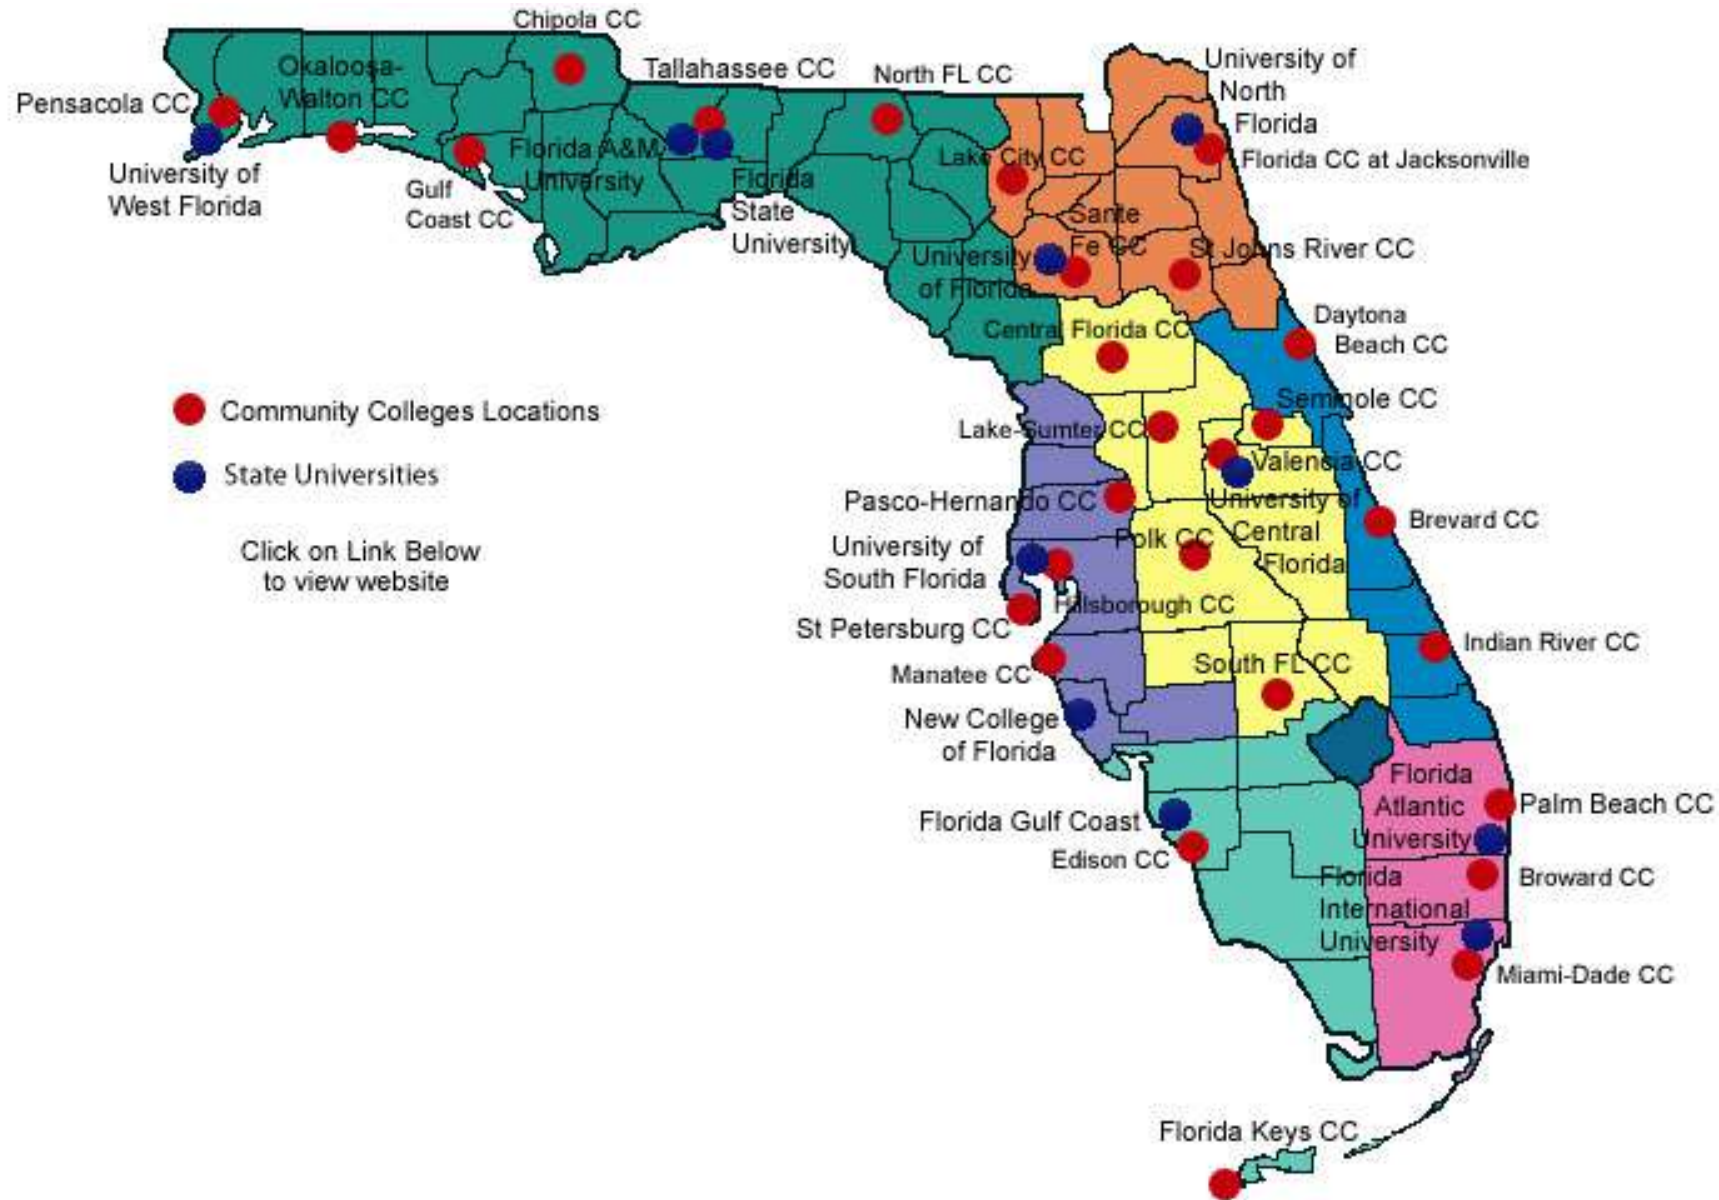 Chipola CC
Okaloosa-
Walton CC
Tallahassee CC
North FL CC
University of
North
Florida
Pensacola CC
Florida CC at Jacksonville
University of
West Florida
Gulf
Coast CC
Florida A&M
University
Florida
State
University
Lake City CC
Sante
Fe CC
University
of Florida
St Johns River CC
Central Florida CC
Daytona
Beach CC
Community Colleges Locations
State Universities
Click on Link Below
to view website
Lake-Sumter CC
Seminole CC
Valencia CC
Pasco-Hernando CC
University of
Central
Florida
Brevard CC
Polk CC
University of
South Florida
Hillsborough CC
St Petersburg CC
Indian River CC
Manatee CC
South FL CC
New College
of Florida
Florida
Atlantic
University
Palm Beach CC
Florida Gulf Coast
Edison CC
Florida
International
University
Broward CC
Miami-Dade CC
Florida Keys CC